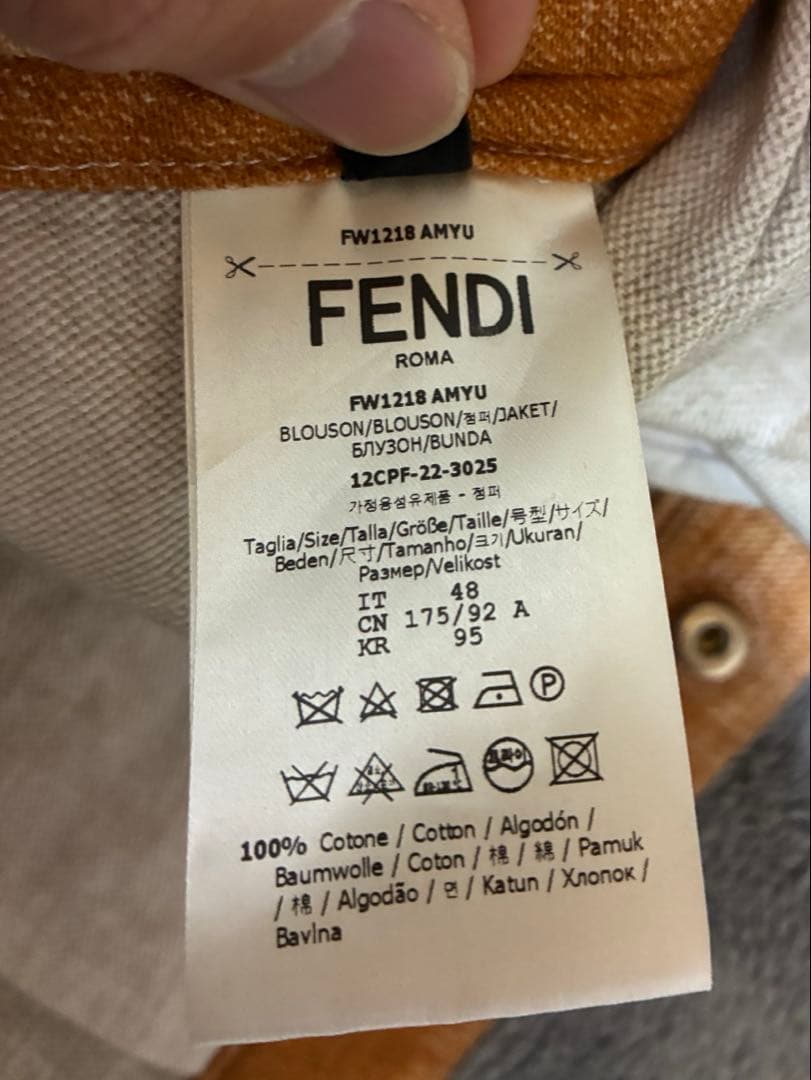 FW1218 AMYU
FENDI
ROMA
FW1218 AMYU
BLOUSON/BLOUSON/점퍼/JAKET/
БЛУЗОН/BUNDA
12CPF-22-3025
가정용섬유제품 - 점퍼
Taglia/Size/Talla/Größe/Taille/号型/サイズ/
Beden/尺寸/Tamanho/크기/Ukuran/
Размер/Velikost
IT 48
CN 175/92 A
KR 95
P
드라이
100% Cotone / Cotton / Algodón /
Baumwolle / Coton / 棉 / 綿 / Pamuk
/ 棉 / Algodão / 면 / Katun / Хлопок /
Bavlna